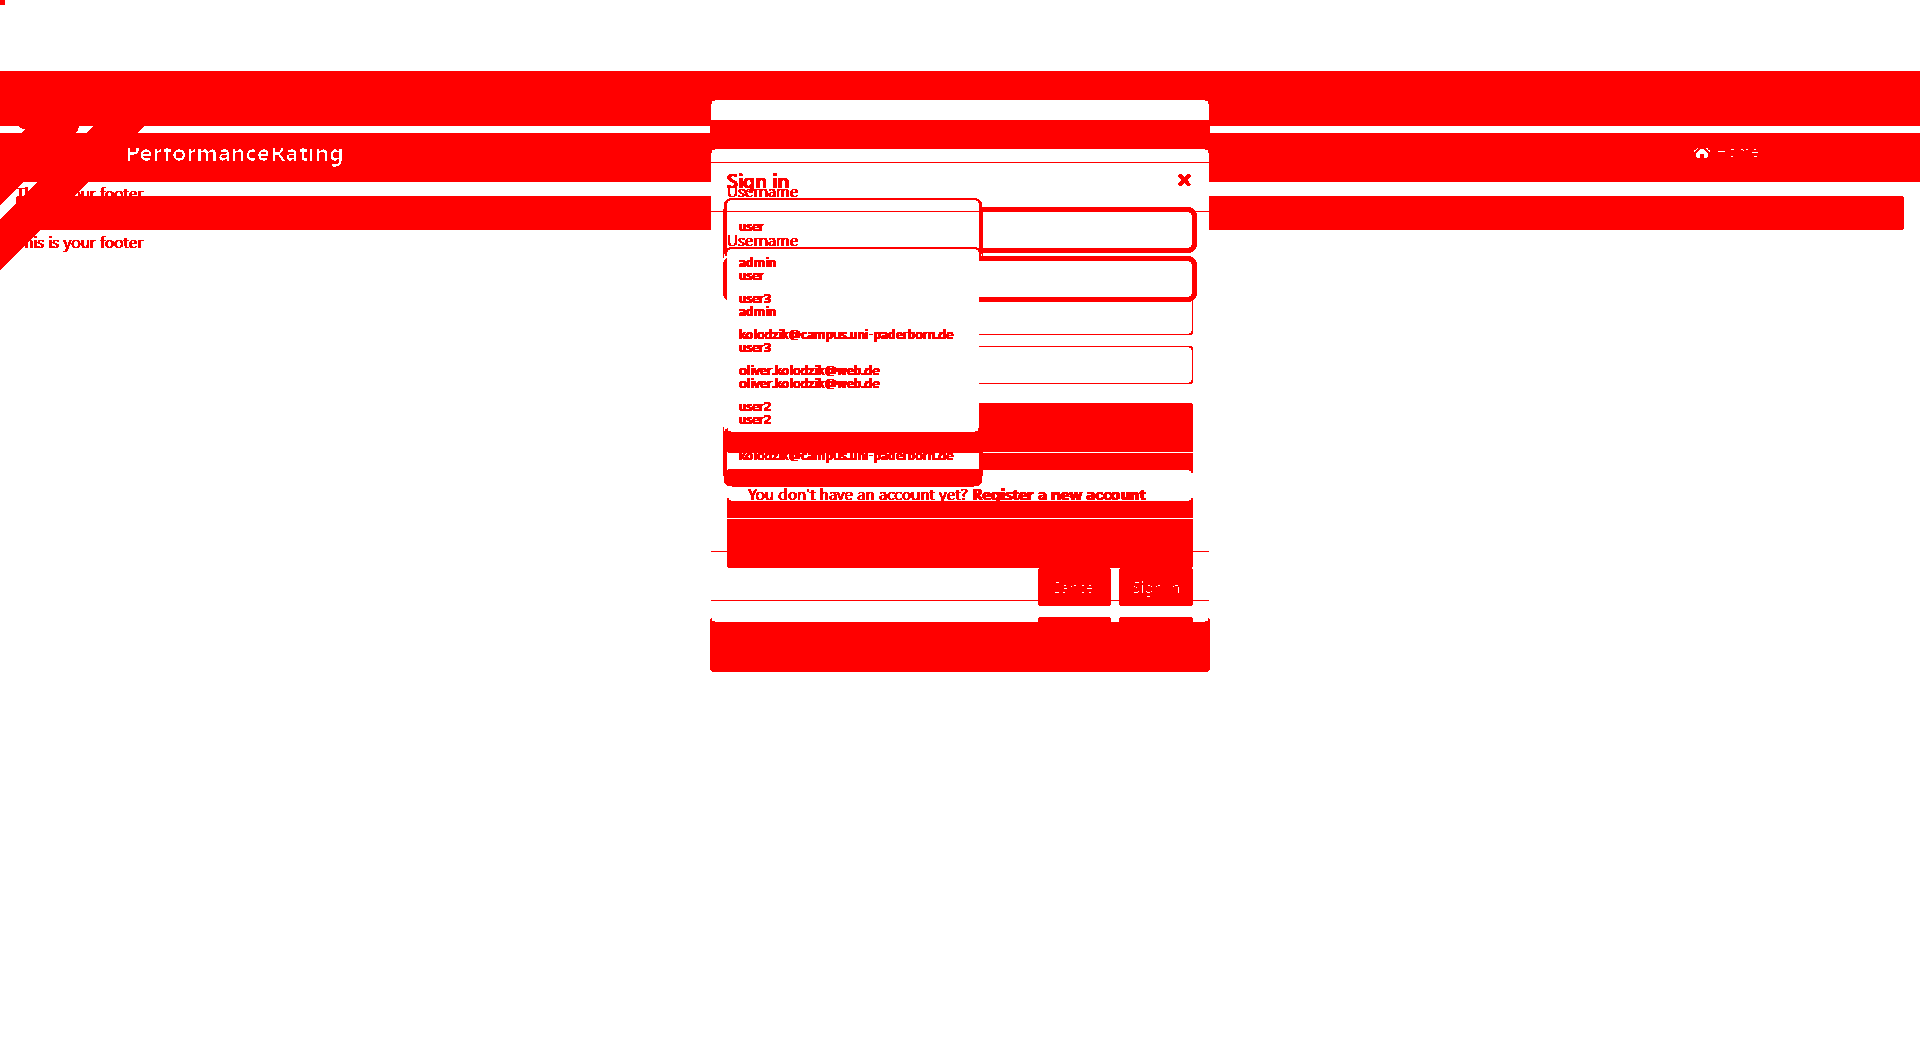 PerformanceRating
Home
your footer
This is your footer
Sign in
Username
user
Username
admin
user
user3
admin
kolodzik@campus.uni-paderborn.de
user3
oliver.kolodzik@web.de
oliver.kolodzik@web.de
user2
user2
kolodzik@campus.uni-paderborn.de
You don't have an account yet? Register a new account
Cancel
Sign in